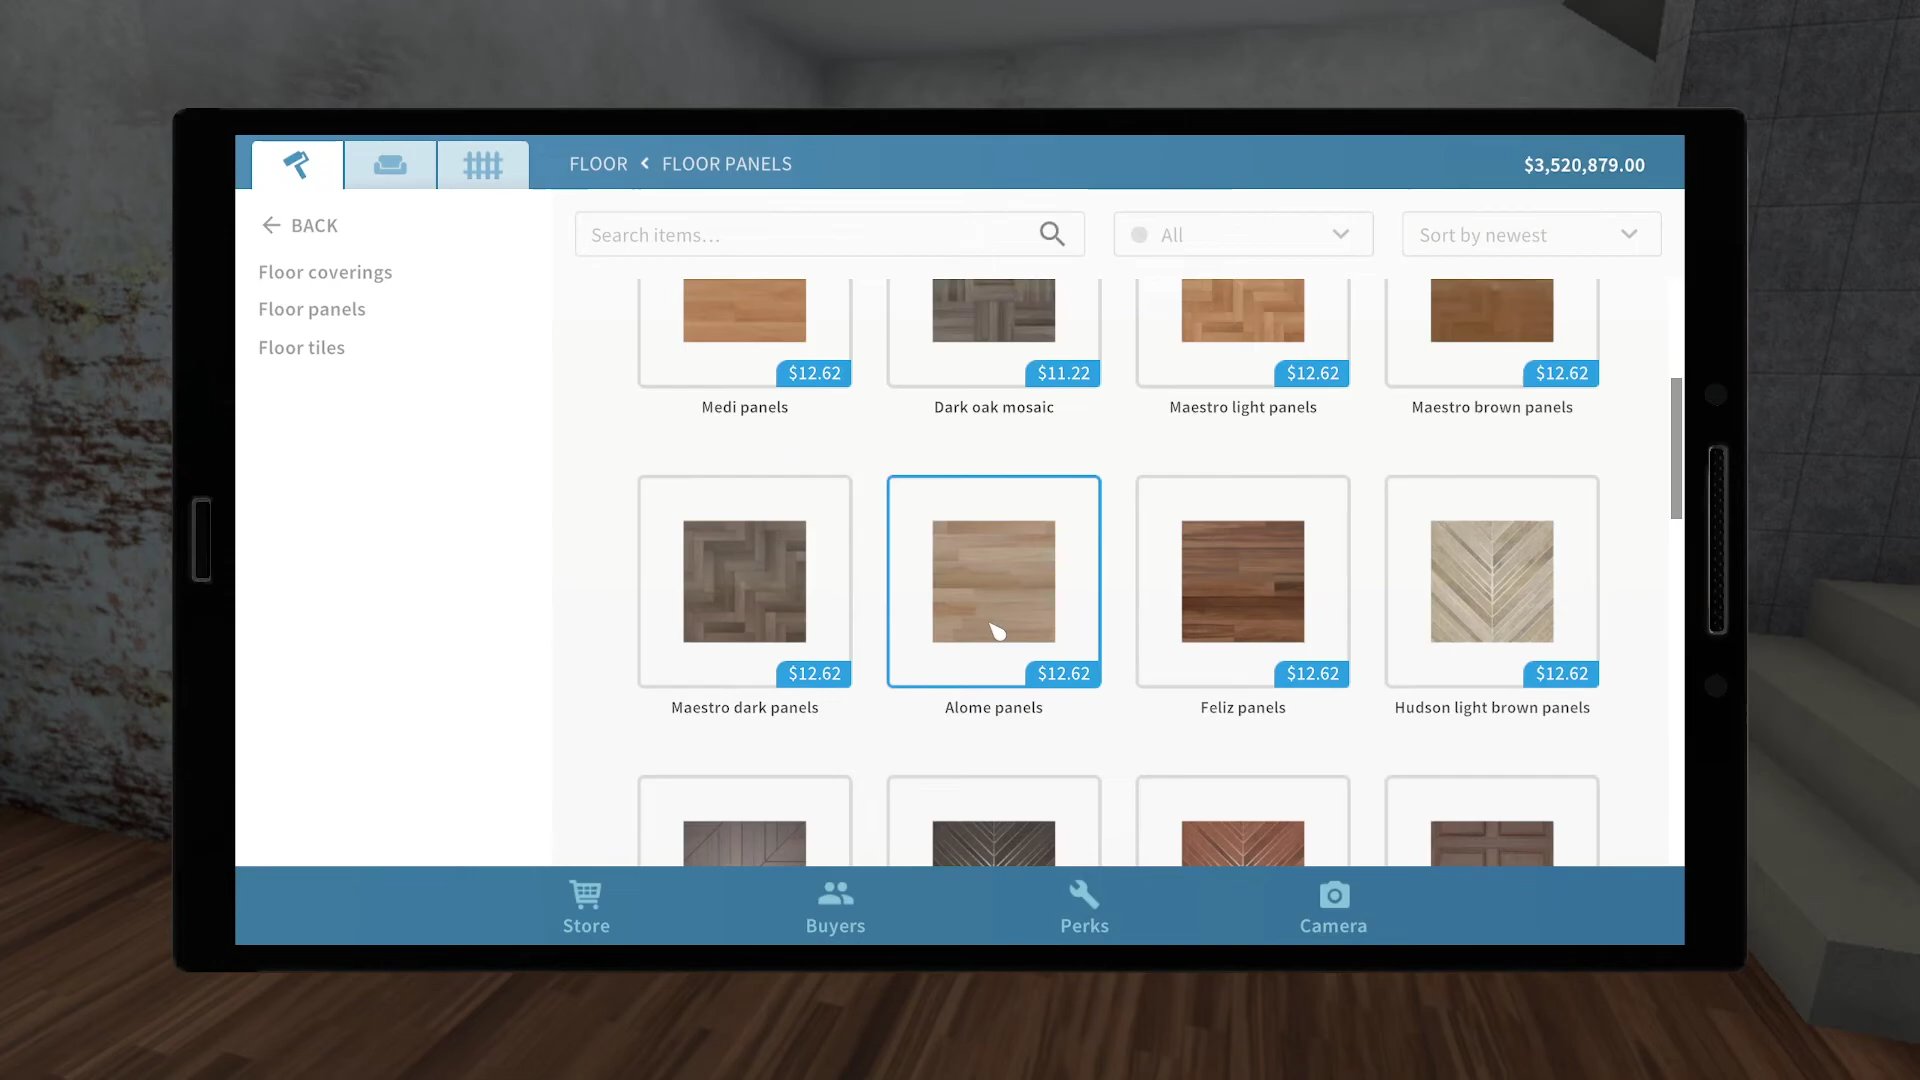 FLOOR < FLOOR PANELS
$3,520,879.00
BACK
Floor coverings
Floor panels
Floor tiles
Search items...
All
Sort by newest
$12.62
$11.22
$12.62
$12.62
Medi panels
Dark oak mosaic
Maestro light panels
Maestro brown panels
$12.62
$12.62
$12.62
$12.62
Maestro dark panels
Alome panels
Feliz panels
Hudson light brown panels
Store
Buyers
Perks
Camera